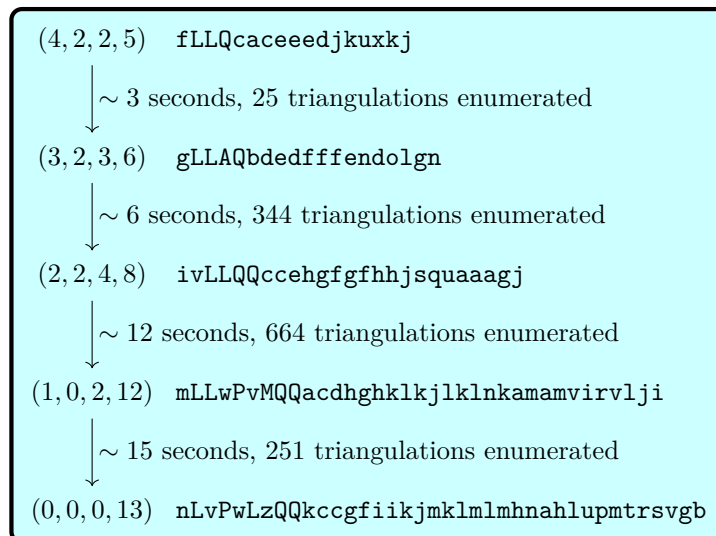 (4, 2, 2, 5) fLLQcaceeedjkuxkj
∼ 3 seconds, 25 triangulations enumerated
(3, 2, 3, 6) gLLAQbdedfffendolgn
∼ 6 seconds, 344 triangulations enumerated
(2, 2, 4, 8) ivLLQQccehgfgfhhjsquaaagj
∼ 12 seconds, 664 triangulations enumerated
(1, 0, 2, 12) mLLwPvMQQacdhghklkjlklnkamamvirvlji
∼ 15 seconds, 251 triangulations enumerated
(0, 0, 0, 13) nLvPwLzQQkccgfiikjmklmlmhnahlupmtrsvgb